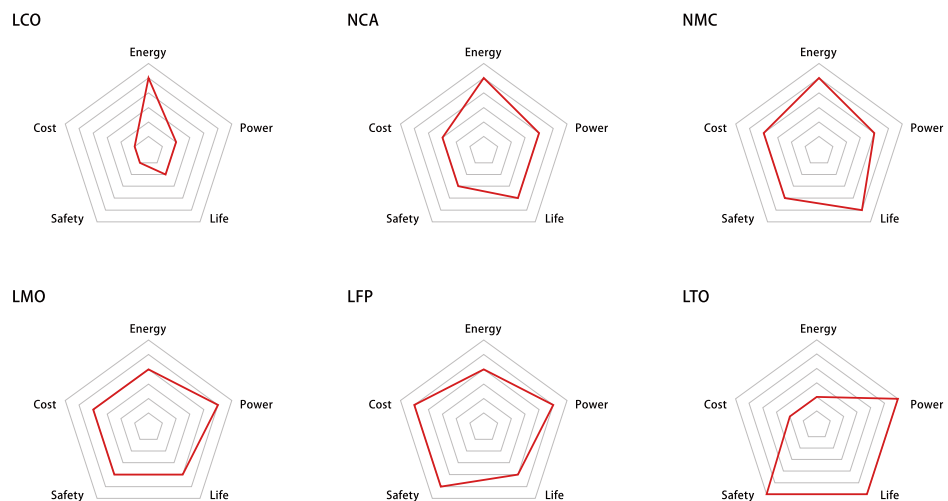 LCO
Energy
Cost
Power
Safety
Life
NCA
Energy
Cost
Power
Safety
Life
NMC
Energy
Cost
Power
Safety
Life
LMO
Energy
Cost
Power
Safety
Life
LFP
Energy
Cost
Power
Safety
Life
LTO
Energy
Cost
Power
Safety
Life